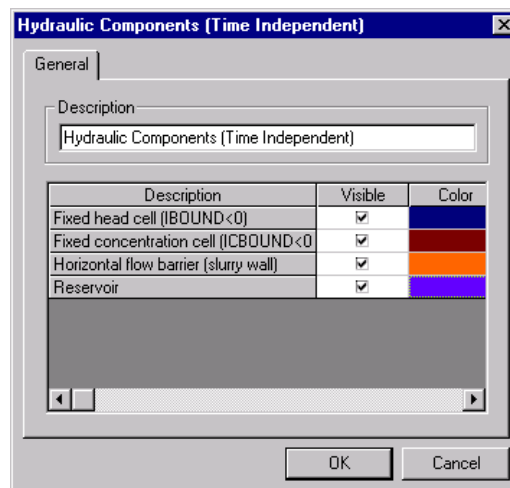 Hydraulic Components (Time Independent)
General
Description
Hydraulic Components (Time Independent)
Description Visible Color
Fixed head cell (IBOUND<0)
Fixed concentration cell (ICBOUND<0
Horizontal flow barrier (slurry wall)
Reservoir
OK Cancel